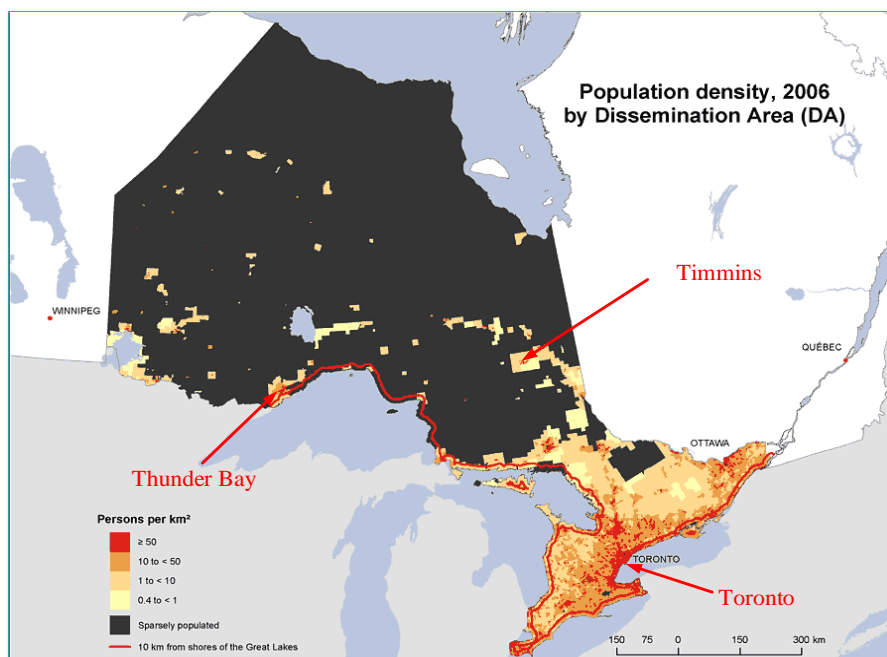 Population density, 2006
by Dissemination Area (DA)
Timmins
WINNIPEG
QUÉBEC
OTTAWA
Thunder Bay
Persons per km²
≥ 50
10 to < 50
1 to < 10
0.4 to < 1
Sparsely populated
10 km from shores of the Great Lakes
TORONTO
Toronto
150 75 0 150 300 km